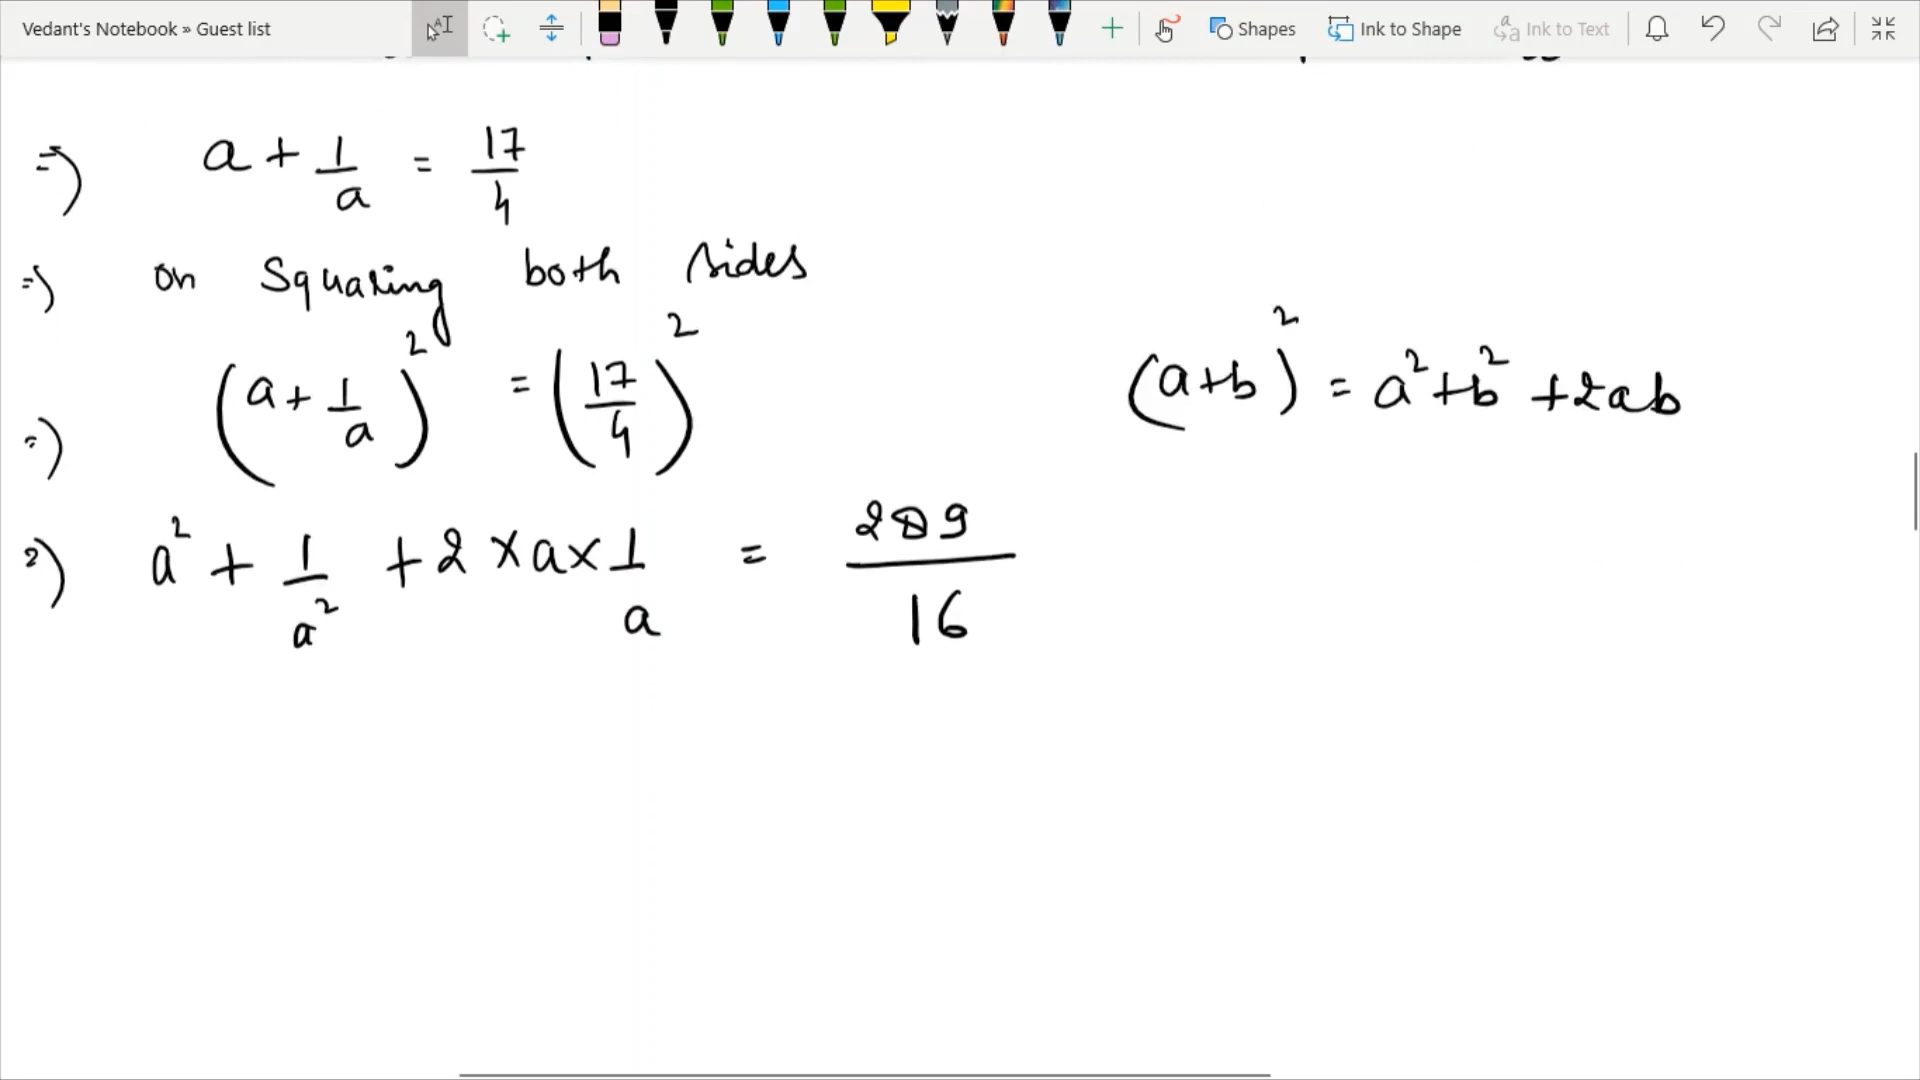 Vedant's Notebook » Guest list Shapes Ink to Shape Ink to Text
=> a + 1/a = 17/4
=> on Squaring both sides
=> (a + 1/a)² = (17/4)²
(a+b)² = a² + b² + 2ab
=> a² + 1/a² + 2 × a × 1/a = 289/16